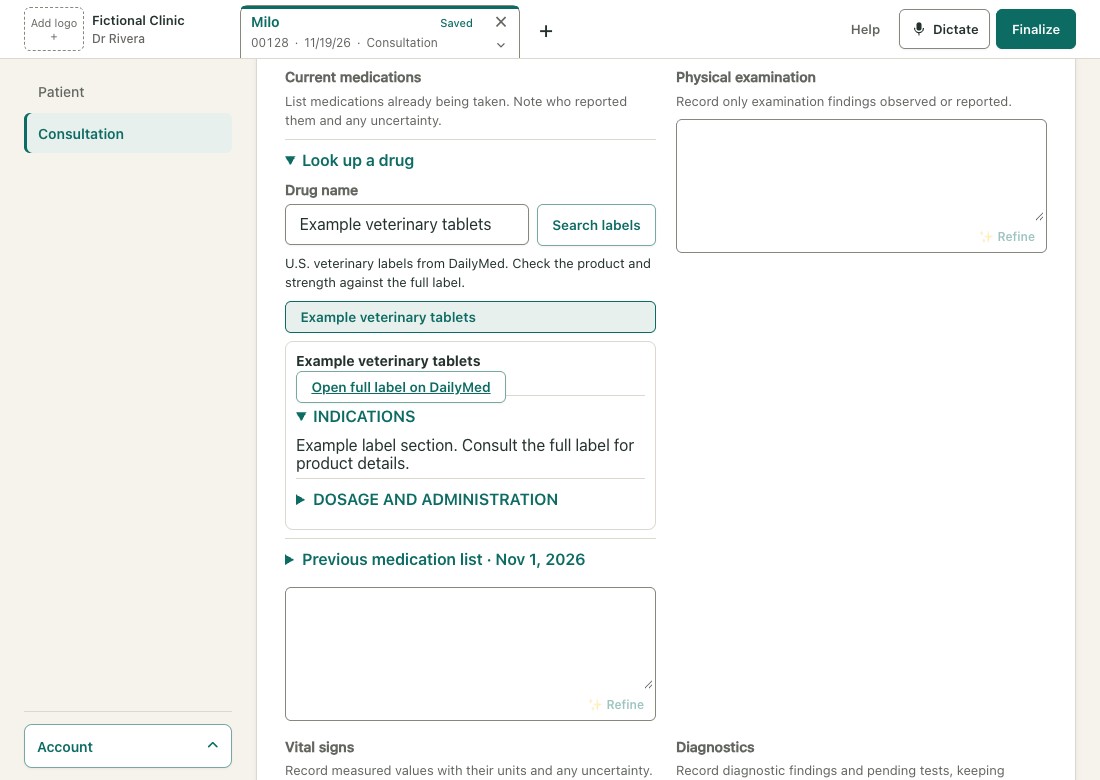 Add logo
+
Fictional Clinic
Dr Rivera
Milo
Saved
00128 · 11/19/26 · Consultation
Help
Dictate
Finalize
Patient
Consultation
Account
Current medications
List medications already being taken. Note who reported
them and any uncertainty.
Look up a drug
Drug name
Example veterinary tablets
Search labels
U.S. veterinary labels from DailyMed. Check the product and
strength against the full label.
Example veterinary tablets
Example veterinary tablets
Open full label on DailyMed
INDICATIONS
Example label section. Consult the full label for
product details.
DOSAGE AND ADMINISTRATION
Previous medication list · Nov 1, 2026
Refine
Vital signs
Record measured values with their units and any uncertainty.
Physical examination
Record only examination findings observed or reported.
Refine
Diagnostics
Record diagnostic findings and pending tests, keeping